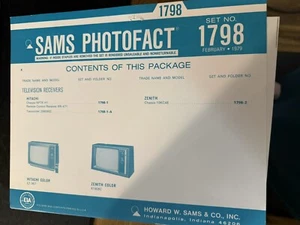 1798
SAMS PHOTOFACT®
SET NO.
1798
FEBRUARY • 1979
CONTENTS OF THIS PACKAGE
TRADE NAME AND MODEL
SET AND FOLDER NO.
TRADE NAME AND MODEL
SET AND FOLDER NO.
TELEVISION RECEIVERS
HITACHI
1798-1
ZENITH
1798-2
HITACHI COLOR
ZENITH COLOR
HOWARD W. SAMS & CO., INC.
Indianapolis, Indiana 46206